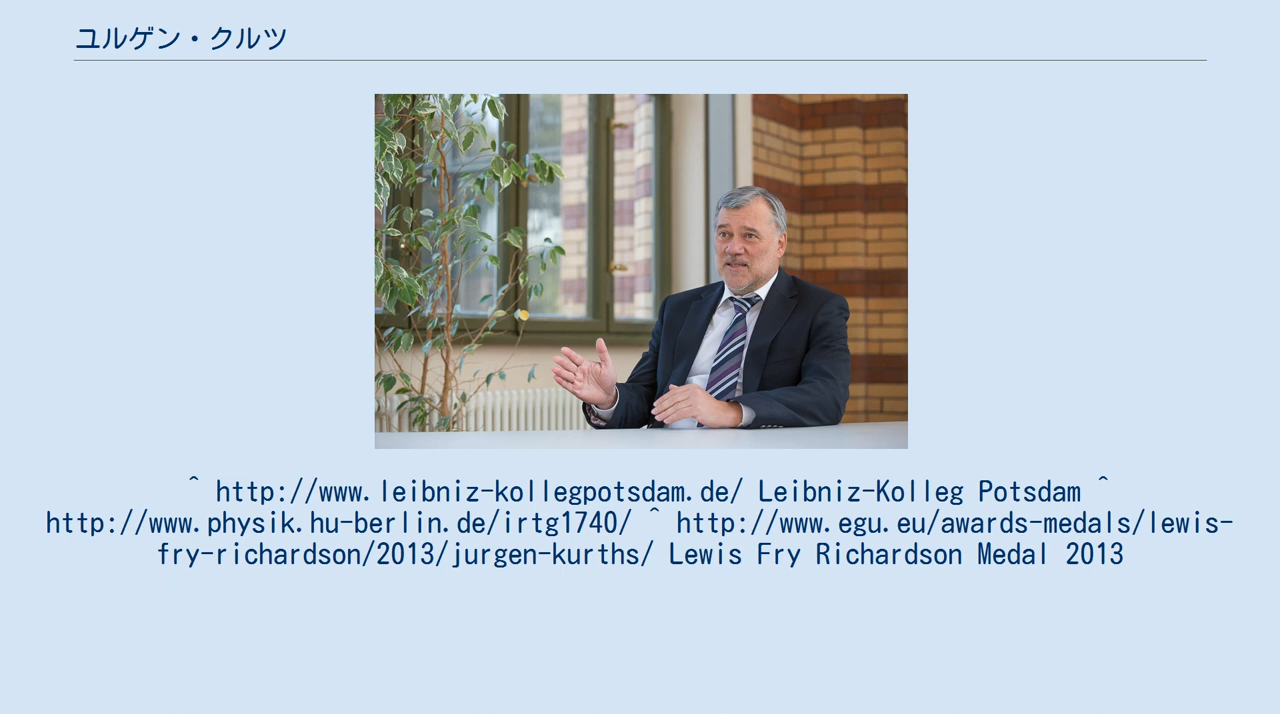 ユルゲン・クルツ
^ http://www.leibniz-kollegpotsdam.de/ Leibniz-Kolleg Potsdam ^
http://www.physik.hu-berlin.de/irtg1740/ ^ http://www.egu.eu/awards-medals/lewis-
fry-richardson/2013/jurgen-kurths/ Lewis Fry Richardson Medal 2013